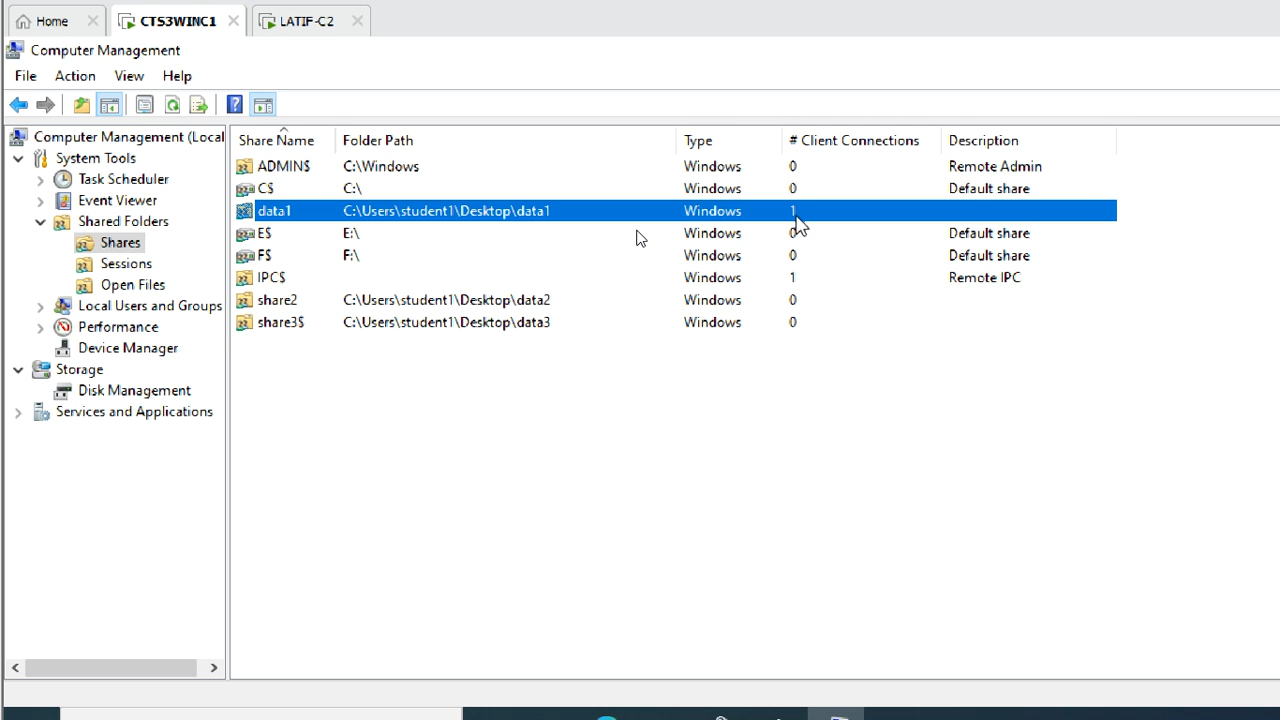 Home CTS3WINC1 LATIF-C2
Computer Management
File Action View Help
Computer Management (Local
System Tools
Task Scheduler
Event Viewer
Shared Folders
Shares
Sessions
Open Files
Local Users and Groups
Performance
Device Manager
Storage
Disk Management
Services and Applications
Share Name Folder Path Type # Client Connections Description
ADMIN$ C:\Windows Windows 0 Remote Admin
C$ C:\ Windows 0 Default share
data1 C:\Users\student1\Desktop\data1 Windows 1
E$ E:\ Windows 0 Default share
F$ F:\ Windows 0 Default share
IPC$ Windows 1 Remote IPC
share2 C:\Users\student1\Desktop\data2 Windows 0
share3$ C:\Users\student1\Desktop\data3 Windows 0